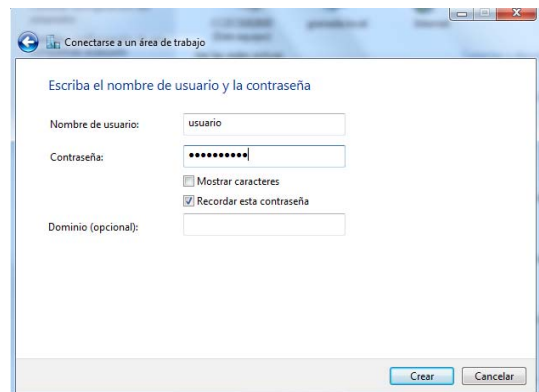 Conectarse a un área de trabajo
Escriba el nombre de usuario y la contraseña
Nombre de usuario:
usuario
Contraseña:
••••••••••
Mostrar caracteres
Recordar esta contraseña
Dominio (opcional):
Crear
Cancelar